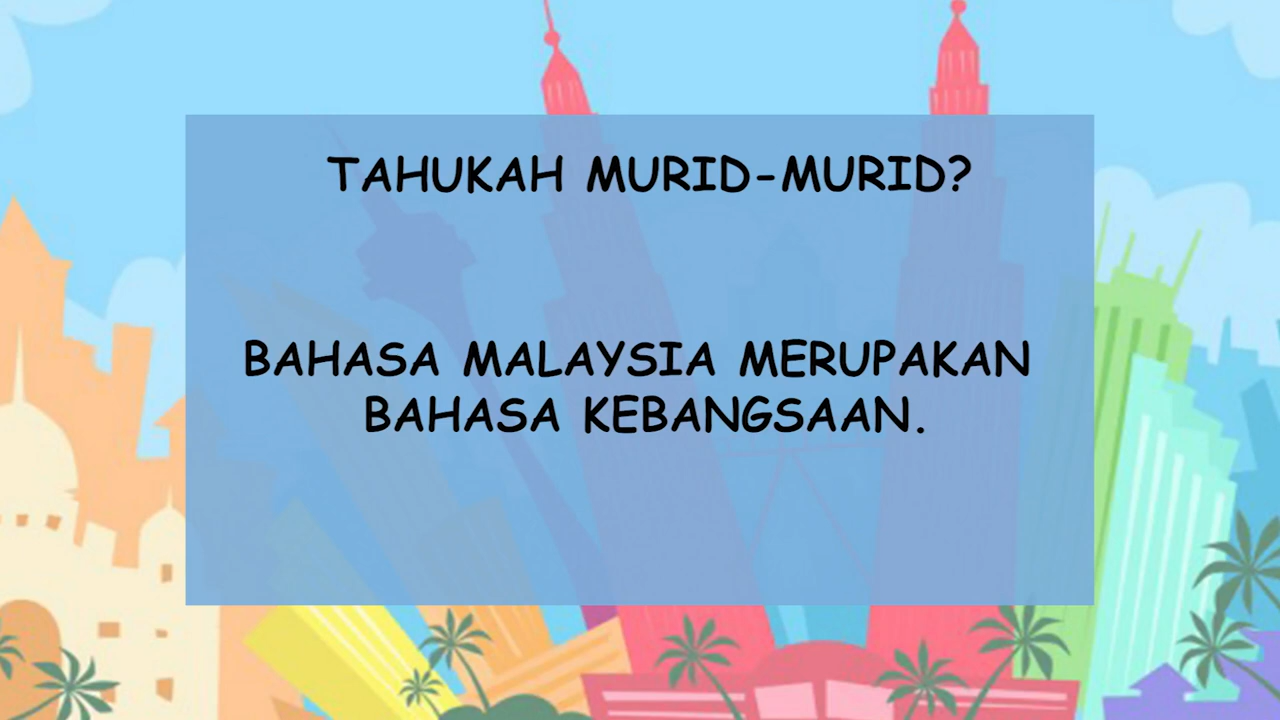 TAHUKAH MURID-MURID?
BAHASA MALAYSIA MERUPAKAN
BAHASA KEBANGSAAN.